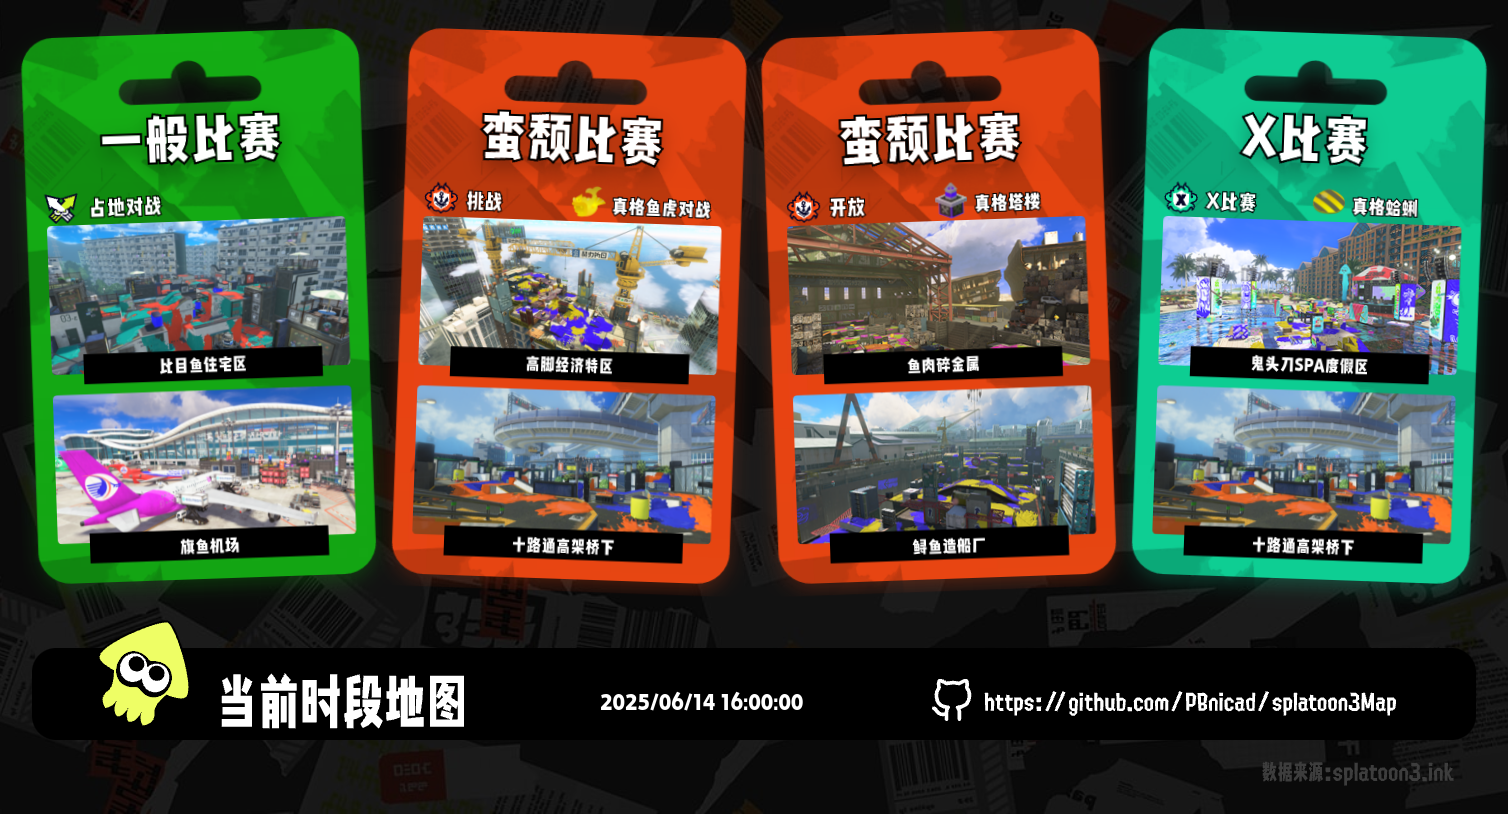 一般比赛
占地对战
比目鱼住宅区
旗鱼机场
蛮颓比赛
挑战
真格鱼虎对战
高脚经济特区
十路通高架桥下
蛮颓比赛
开放
真格塔楼
鱼肉碎金属
鲟鱼造船厂
X比赛
X比赛
真格蛤蜊
鬼头刀SPA度假区
十路通高架桥下
当前时段地图
2025/06/14 16:00:00
https://github.com/PBnicad/splatoon3Map
数据来源:splatoon3.ink